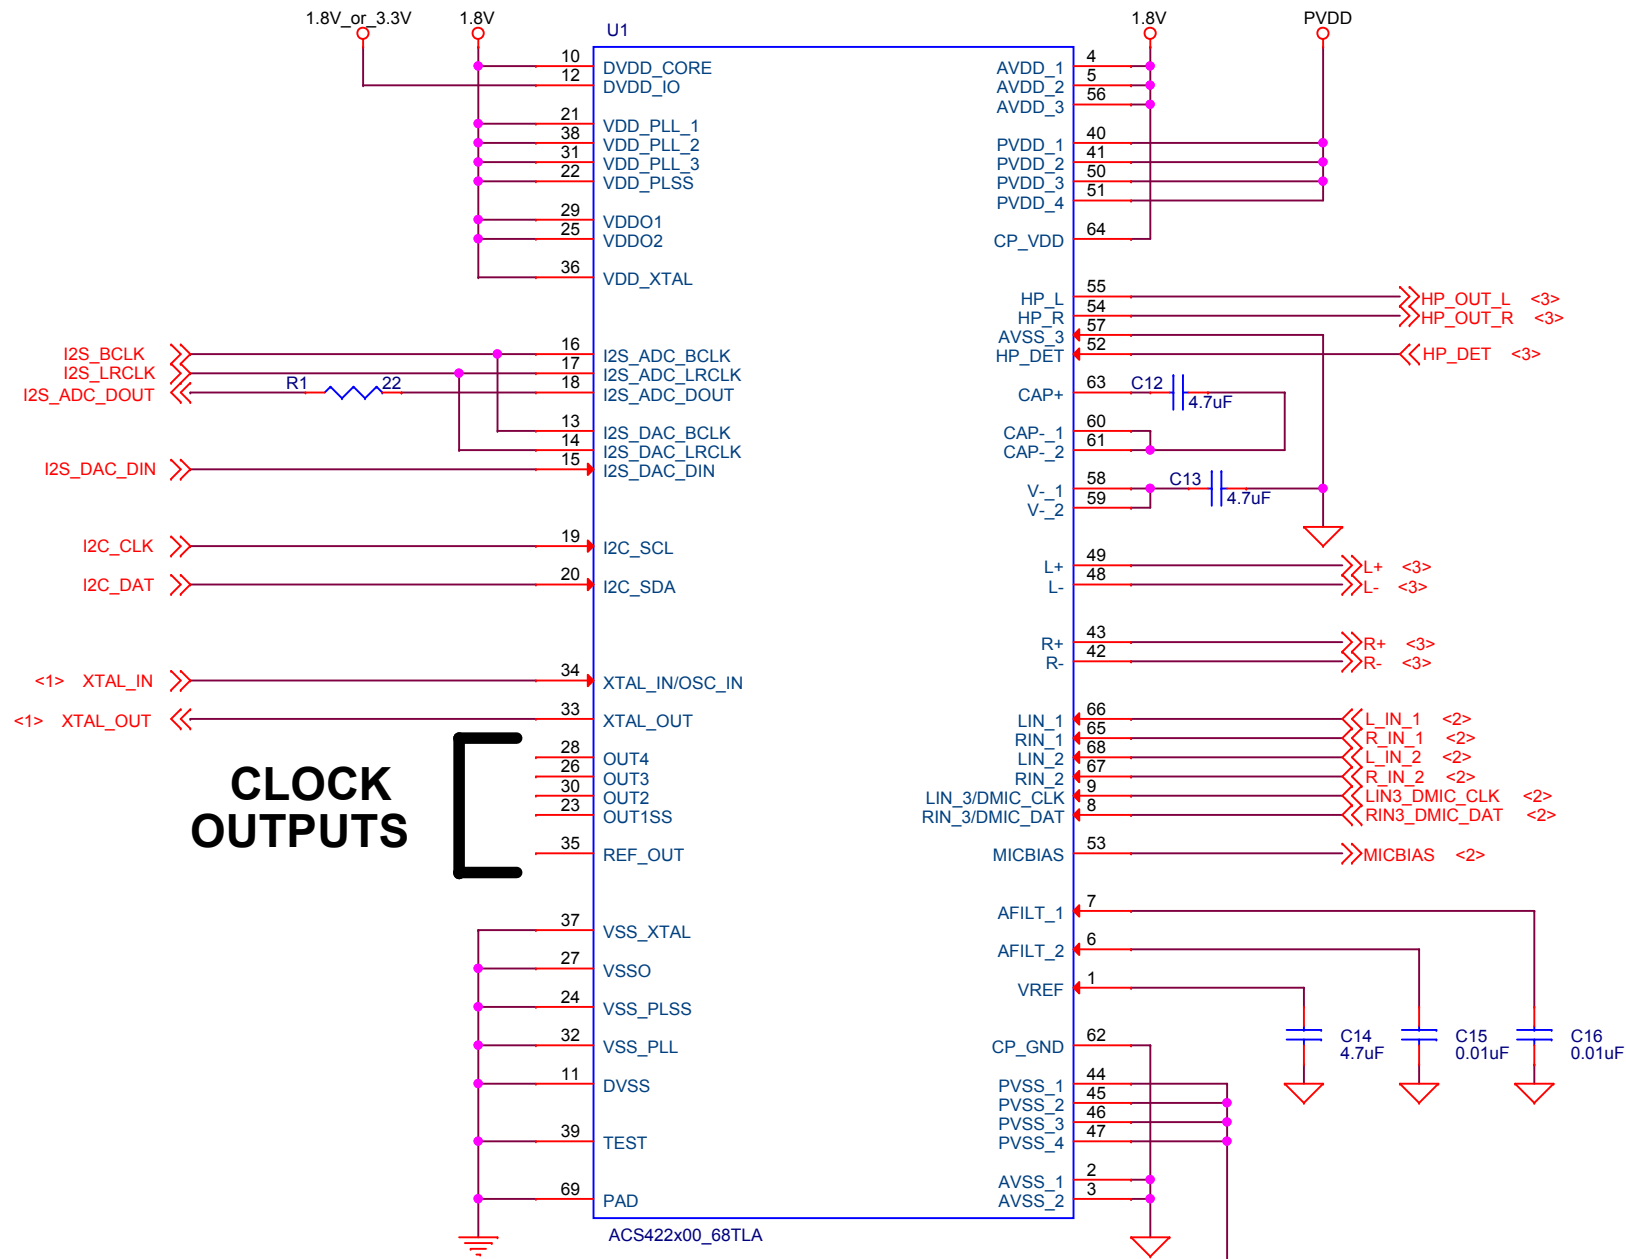 1.8V_or_3.3V
1.8V
U1
1.8V
PVDD
10 DVDD_CORE
12 DVDD_IO
21 VDD_PLL_1
38 VDD_PLL_2
31 VDD_PLL_3
22 VDD_PLSS
29 VDDO1
25 VDDO2
36 VDD_XTAL
I2S_BCLK 16 I2S_ADC_BCLK
I2S_LRCLK 17 I2S_ADC_LRCLK
I2S_ADC_DOUT R1 22 18 I2S_ADC_DOUT
13 I2S_DAC_BCLK
14 I2S_DAC_LRCLK
I2S_DAC_DIN 15 I2S_DAC_DIN
I2C_CLK 19 I2C_SCL
I2C_DAT 20 I2C_SDA
<1> XTAL_IN 34 XTAL_IN/OSC_IN
<1> XTAL_OUT 33 XTAL_OUT
CLOCK
OUTPUTS
28 OUT4
26 OUT3
30 OUT2
23 OUT1SS
35 REF_OUT
37 VSS_XTAL
27 VSSO
24 VSS_PLSS
32 VSS_PLL
11 DVSS
39 TEST
69 PAD
AVDD_1 4
AVDD_2 5
AVDD_3 56
PVDD_1 40
PVDD_2 41
PVDD_3 50
PVDD_4 51
CP_VDD 64
HP_L 55 HP_OUT_L <3>
HP_R 54 HP_OUT_R <3>
AVSS_3 57
HP_DET 52 HP_DET <3>
CAP+ 63 C12 4.7uF
CAP-_1 60
CAP-_2 61
V-_1 58 C13 4.7uF
V-_2 59
L+ 49 L+ <3>
L- 48 L- <3>
R+ 43 R+ <3>
R- 42 R- <3>
LIN_1 66 L_IN_1 <2>
RIN_1 65 R_IN_1 <2>
LIN_2 68 L_IN_2 <2>
RIN_2 67 R_IN_2 <2>
LIN_3/DMIC_CLK 9 LIN3_DMIC_CLK <2>
RIN_3/DMIC_DAT 8 RIN3_DMIC_DAT <2>
MICBIAS 53 MICBIAS <2>
AFILT_1 7
AFILT_2 6
VREF 1
C14 4.7uF
C15 0.01uF
C16 0.01uF
CP_GND 62
PVSS_1 44
PVSS_2 45
PVSS_3 46
PVSS_4 47
AVSS_1 2
AVSS_2 3
ACS422x00_68TLA